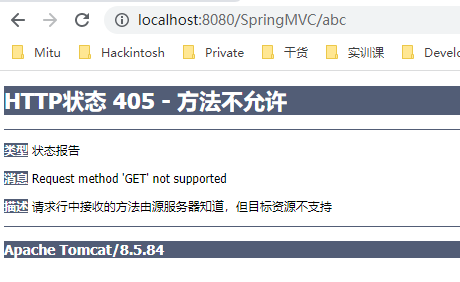 localhost:8080/SpringMVC/abc
Mitu Hackintosh Private 干货 实训课 Develo
HTTP状态 405 - 方法不允许
类型 状态报告
消息 Request method 'GET' not supported
描述 请求行中接收的方法由源服务器知道，但目标资源不支持
Apache Tomcat/8.5.84